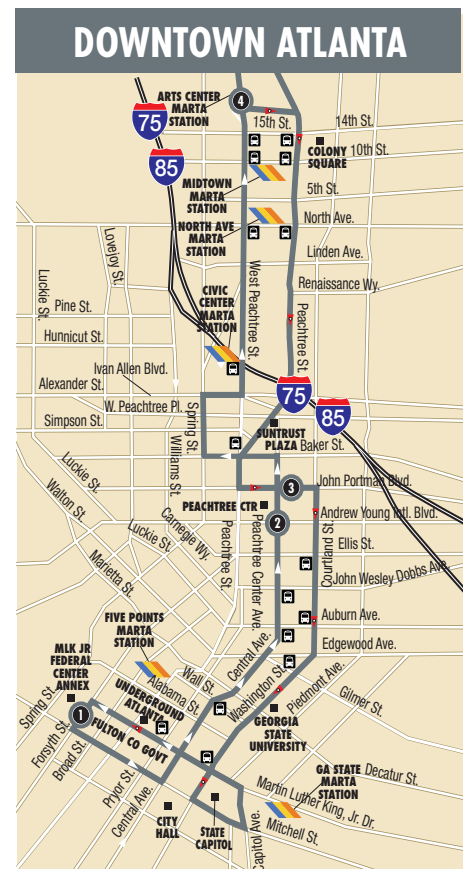 DOWNTOWN ATLANTA
ARTS CENTER
MARTA
STATION
4
75
85
15th St.
14th St.
COLONY
SQUARE
10th St.
MIDTOWN
MARTA
STATION
5th St.
NORTH AVE
MARTA
STATION
North Ave.
Linden Ave.
Renaissance Wy.
Lovejoy St.
Luckie St.
CIVIC
CENTER
MARTA
STATION
West Peachtree St.
Peachtree St.
Pine St.
Hunnicut St.
Ivan Allen Blvd.
Alexander St.
W. Peachtree Pl.
Simpson St.
Spring St.
Williams St.
75
85
SUNTRUST
PLAZA
Baker St.
Luckie St.
Walton St.
Luckie St.
Carnegie Wy.
Marietta St.
3
John Portman Blvd.
PEACHTREE CTR
2
Andrew Young Intl. Blvd.
Peachtree St.
Peachtree Center Ave.
Courtland St.
Ellis St.
John Wesley Dobbs Ave.
Auburn Ave.
Edgewood Ave.
FIVE POINTS
MARTA
STATION
MLK JR
FEDERAL
CENTER
ANNEX
Wall St.
Alabama St.
Central Ave.
Washington St.
Piedmont Ave.
Gilmer St.
UNDERGROUND
ATLANTA
Spring St.
1
FULTON CO GOVT
Forsyth St.
Broad St.
GEORGIA
STATE
UNIVERSITY
GA STATE
MARTA
STATION
Decatur St.
Pryor St.
Central Ave.
CITY
HALL
STATE
CAPITOL
Capitol Ave.
Martin Luther King, Jr. Dr.
Mitchell St.